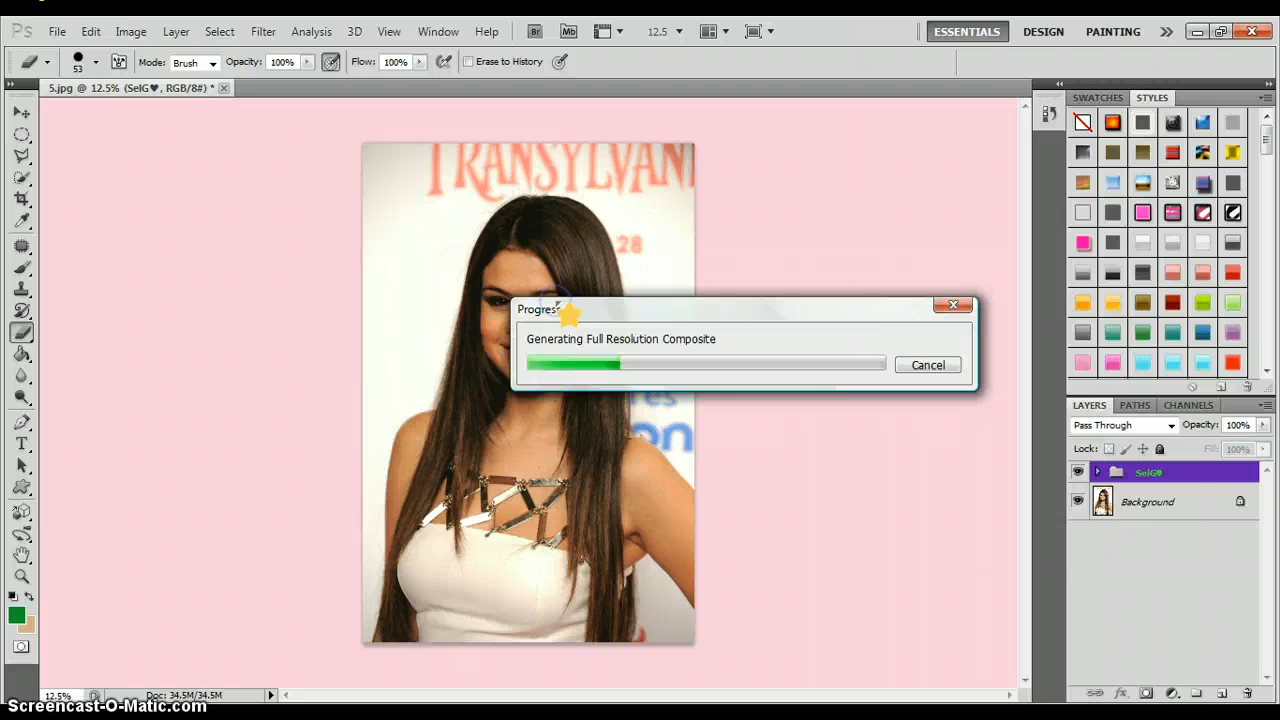 Ps File Edit Image Layer Select Filter Analysis 3D View Window Help Br Mb 12.5 ESSENTIALS DESIGN PAINTING
53 Mode: Brush Opacity: 100% Flow: 100% Erase to History
5.jpg @ 12.5% (SelG♥, RGB/8#) *
SWATCHES STYLES
TRANSYLVANI
28
Progress
Generating Full Resolution Composite
Cancel
on
LAYERS PATHS CHANNELS
Pass Through Opacity: 100%
Lock: Fill: 100%
SelG♥
Background
12.5% Doc: 34.5M/34.5M
Screencast-O-Matic.com